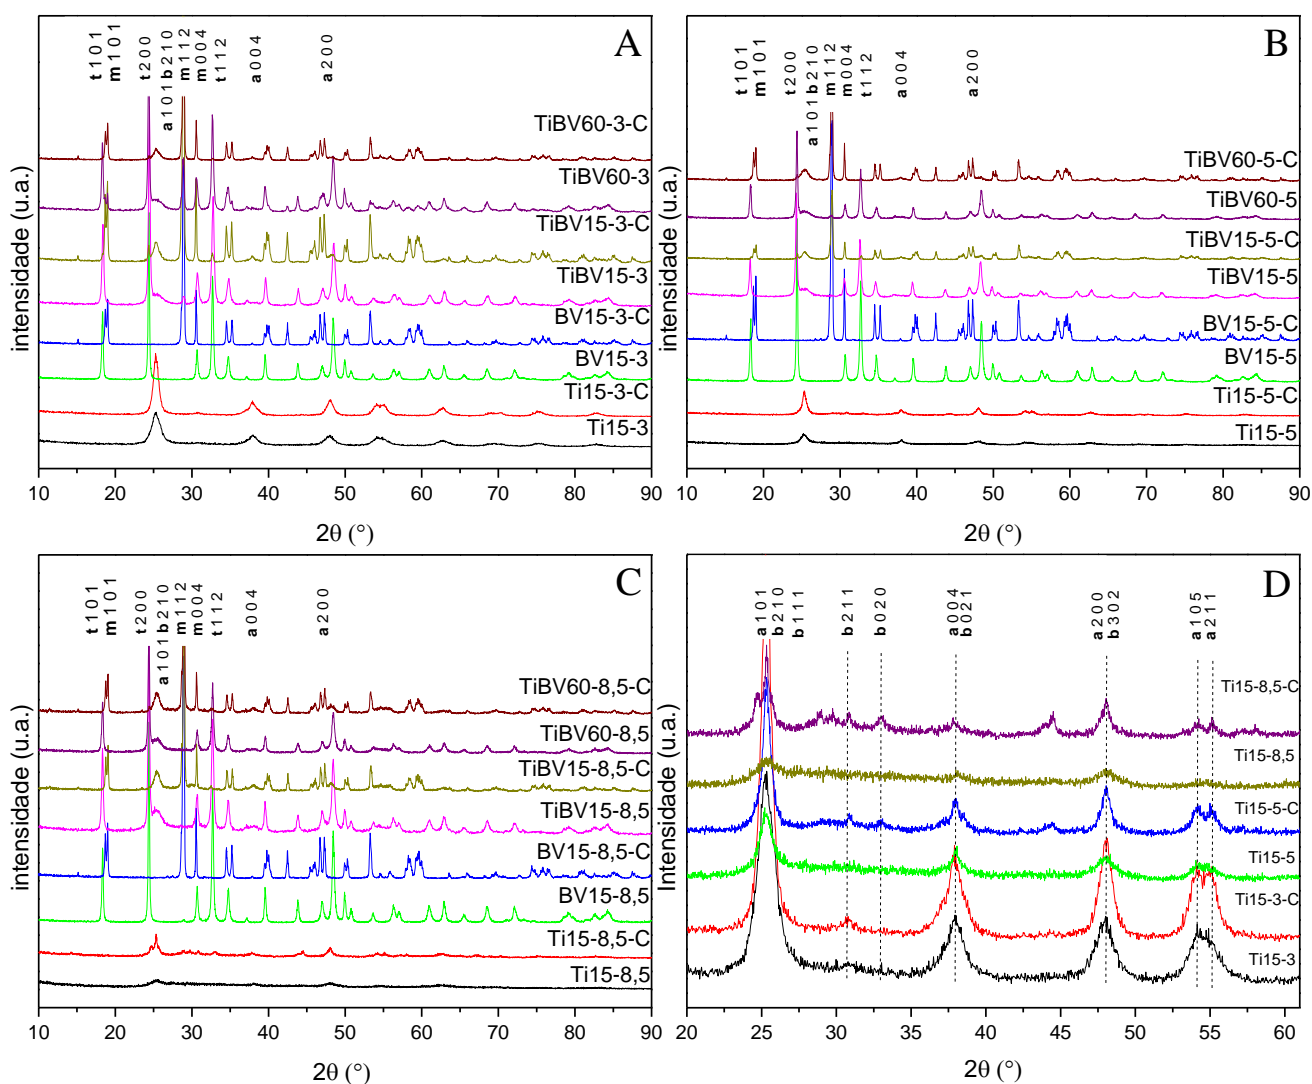 A
t 1 0 1
m 1 0 1
t 2 0 0
a 1 0 1 b 2 1 0
m 1 1 2
m 0 0 4
t 1 1 2
a 0 0 4
a 2 0 0
TiBV60-3-C
TiBV60-3
TiBV15-3-C
TiBV15-3
BV15-3-C
BV15-3
Ti15-3-C
Ti15-3
intensidade (u.a.)
10 20 30 40 50 60 70 80 90
2θ (°)
B
t 1 0 1
m 1 0 1
t 2 0 0
a 1 0 1 b 2 1 0
m 1 1 2
m 0 0 4
t 1 1 2
a 0 0 4
a 2 0 0
TiBV60-5-C
TiBV60-5
TiBV15-5-C
TiBV15-5
BV15-5-C
BV15-5
Ti15-5-C
Ti15-5
intensidade (u.a.)
10 20 30 40 50 60 70 80 90
2θ (°)
C
t 1 0 1
m 1 0 1
t 2 0 0
a 1 0 1 b 2 1 0
m 1 1 2
m 0 0 4
t 1 1 2
a 0 0 4
a 2 0 0
TiBV60-8,5-C
TiBV60-8,5
TiBV15-8,5-C
TiBV15-8,5
BV15-8,5-C
BV15-8,5
Ti15-8,5-C
Ti15-8,5
intensidade (u.a.)
10 20 30 40 50 60 70 80 90
2θ (°)
D
a 1 0 1
b 2 1 0
b 1 1 1
b 2 1 1
b 0 2 0
a 0 0 4
b 0 2 1
a 2 0 0
b 3 0 2
a 1 0 5
a 2 1 1
Ti15-8,5-C
Ti15-8,5
Ti15-5-C
Ti15-5
Ti15-3-C
Ti15-3
Intensidade (u.a.)
20 25 30 35 40 45 50 55 60
2θ (°)